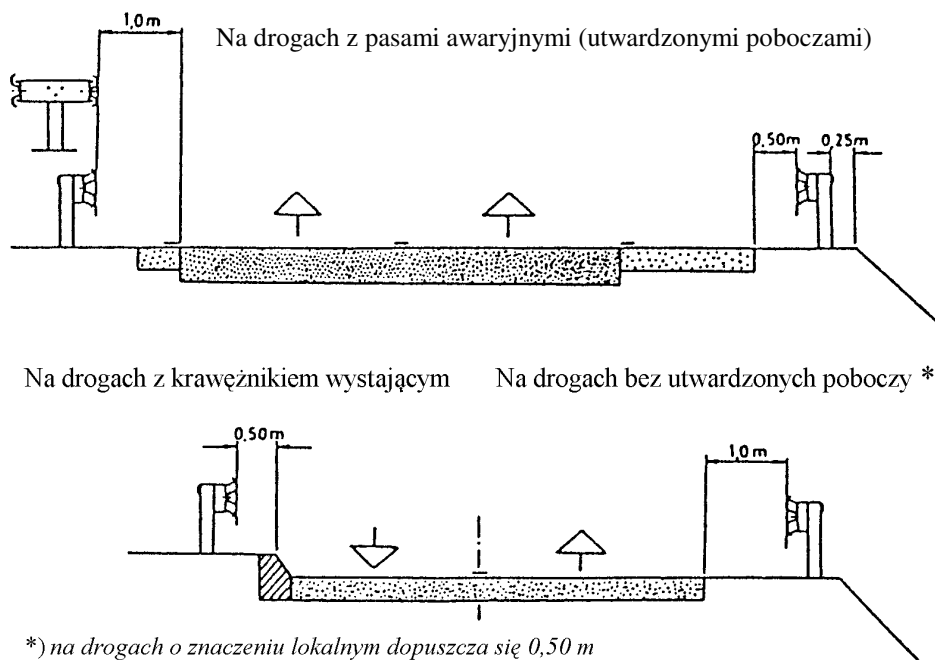 1,0m
Na drogach z pasami awaryjnymi (utwardzonymi poboczami)
0,50m 0,25m
Na drogach z krawężnikiem wystającym Na drogach bez utwardzonych poboczy *
0,50m
1,0m
*) na drogach o znaczeniu lokalnym dopuszcza się 0,50 m